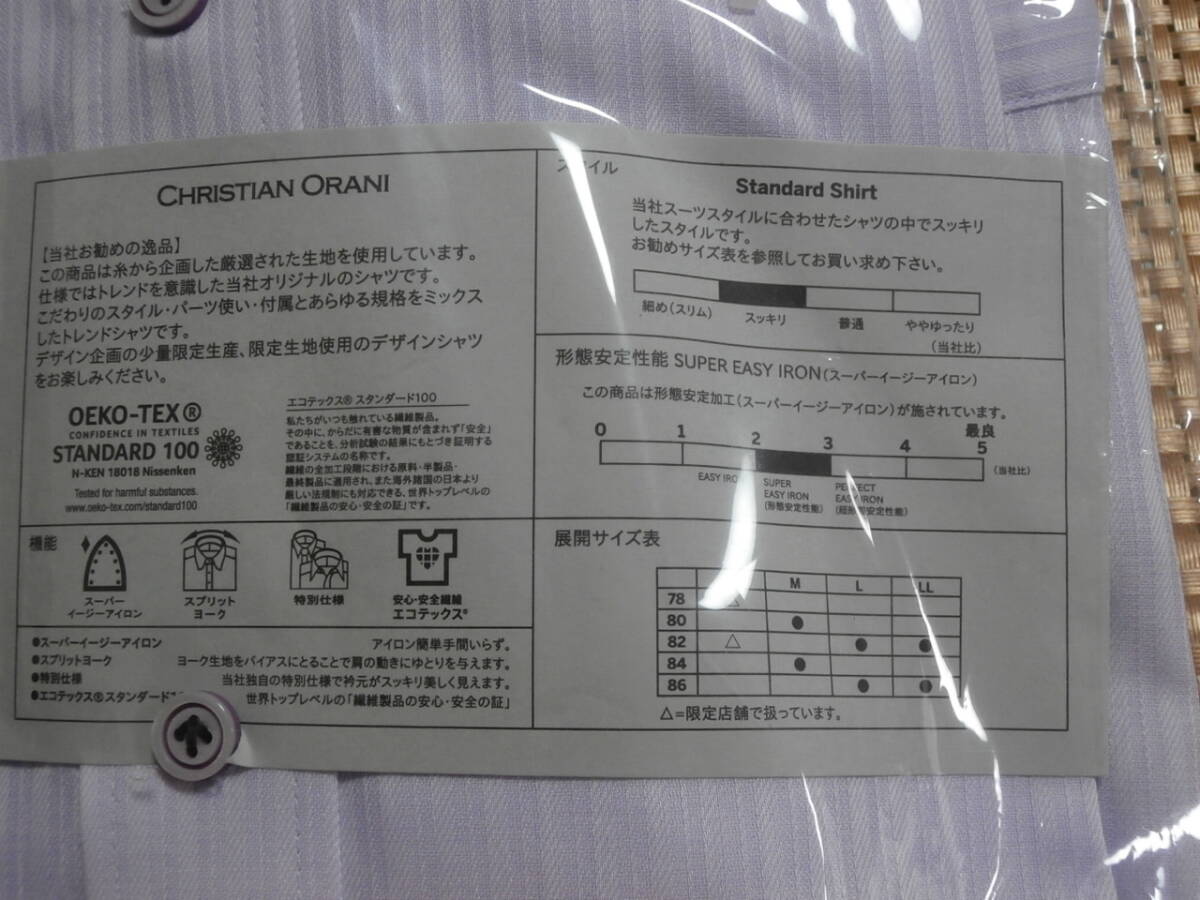 CHRISTIAN ORANI
【当社お勧めの逸品】
この商品は糸から企画した厳選された生地を使用しています。
仕様ではトレンドを意識した当社オリジナルのシャツです。
こだわりのスタイル・パーツ使い・付属とあらゆる規格をミックス
したトレンドシャツです。
デザイン企画の少量限定生産、限定生地使用のデザインシャツ
をお楽しみください。
OEKO-TEX®
CONFIDENCE IN TEXTILES
STANDARD 100
N-KEN 18018 Nissenken
Tested for harmful substances.
www.oeko-tex.com/standard100
エコテックス® スタンダード100
私たちがいつも触れている繊維製品。
その中に、からだに有害な物質が含まれず「安全」
であることを、分析試験の結果にもとづき証明する
認証システムの名称です。
繊維の全加工段階における原料・半製品・
最終製品に適用され、また海外諸国の日本より
厳しい法規制にも対応できる、世界トップレベルの
「繊維製品の安心・安全の証」です。
機能
スーパー
イージーアイロン
スプリット
ヨーク
特別仕様
安心・安全繊維
エコテックス®
●スーパーイージーアイロン アイロン簡単手間いらず。
●スプリットヨーク ヨーク生地をバイアスにとることで肩の動きにゆとりを与えます。
●特別仕様 当社独自の特別仕様で衿元がスッキリ美しく見えます。
●エコテックス®スタンダード 世界トップレベルの「繊維製品の安心・安全の証」
スタイル
Standard Shirt
当社スーツスタイルに合わせたシャツの中でスッキリ
したスタイルです。
お勧めサイズ表を参照してお買い求め下さい。
細め(スリム) スッキリ 普通 ややゆったり
(当社比)
形態安定性能 SUPER EASY IRON(スーパーイージーアイロン)
この商品は形態安定加工(スーパーイージーアイロン)が施されています。
最良
0 1 2 3 4 5
(当社比)
EASY IRON
SUPER
EASY IRON
(形態安定性能)
PERFECT
EASY IRON
(超形態安定性能)
展開サイズ表
M L LL
78 △
80 ●
82 △ ● ●
84 ●
86 ● ●
△=限定店舗で扱っています。